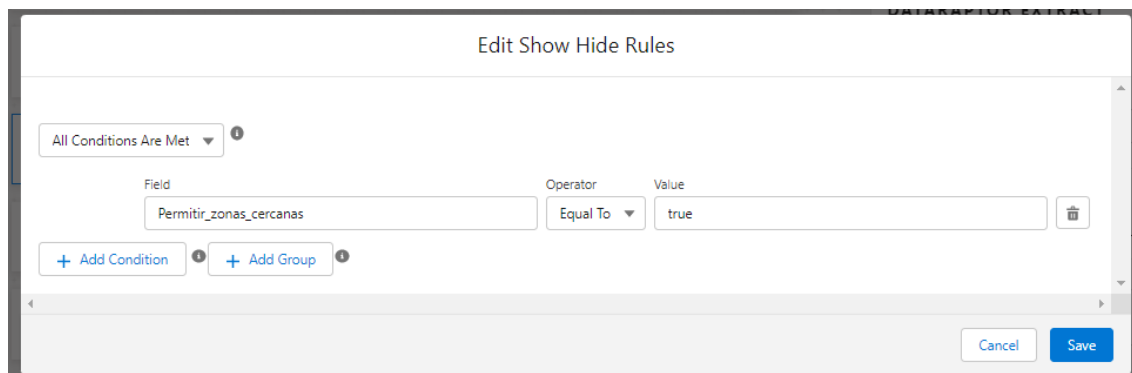 DATARAPTOR EXTRACT
Edit Show Hide Rules
All Conditions Are Met
Field
Operator
Value
Permitir_zonas_cercanas
Equal To
true
+ Add Condition
+ Add Group
Cancel
Save